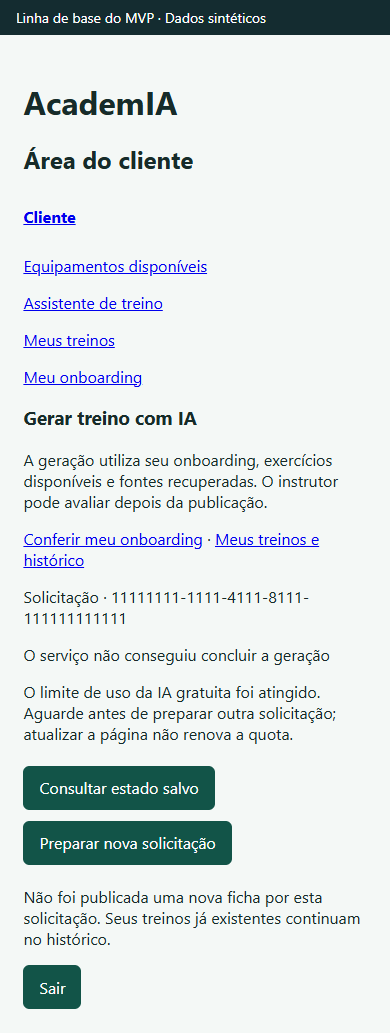 Linha de base do MVP · Dados sintéticos
AcademIA
Área do cliente
Cliente
Equipamentos disponíveis
Assistente de treino
Meus treinos
Meu onboarding
Gerar treino com IA
A geração utiliza seu onboarding, exercícios
disponíveis e fontes recuperadas. O instrutor
pode avaliar depois da publicação.
Conferir meu onboarding · Meus treinos e
histórico
Solicitação · 11111111-1111-4111-8111-
111111111111
O serviço não conseguiu concluir a geração
O limite de uso da IA gratuita foi atingido.
Aguarde antes de preparar outra solicitação;
atualizar a página não renova a quota.
Consultar estado salvo
Preparar nova solicitação
Não foi publicada uma nova ficha por esta
solicitação. Seus treinos já existentes continuam
no histórico.
Sair